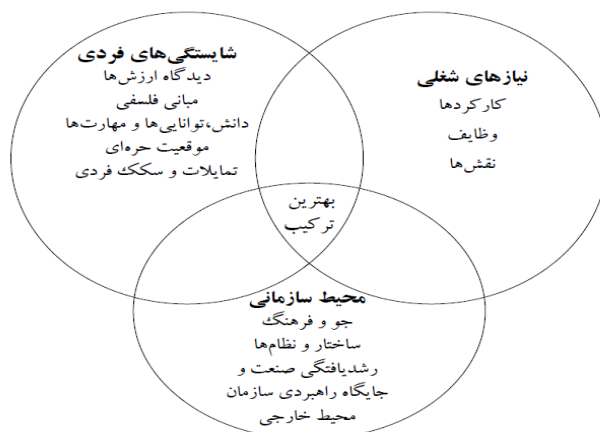 شایستگی‌های فردی
دیدگاه ارزش‌ها
مبانی فلسفی
دانش،توانایی‌ها و مهارت‌ها
موقعیت حره‌ای
تمایلات و سکک فردی
نیازهای شغلی
کارکردها
وظایف
نقش‌ها
بهترین
ترکیب
محیط سازمانی
جو و فرهنگ
ساختار و نظام‌ها
رشدیافتگی صنعت و
جایگاه راهبردی سازمان
محیط خارجی